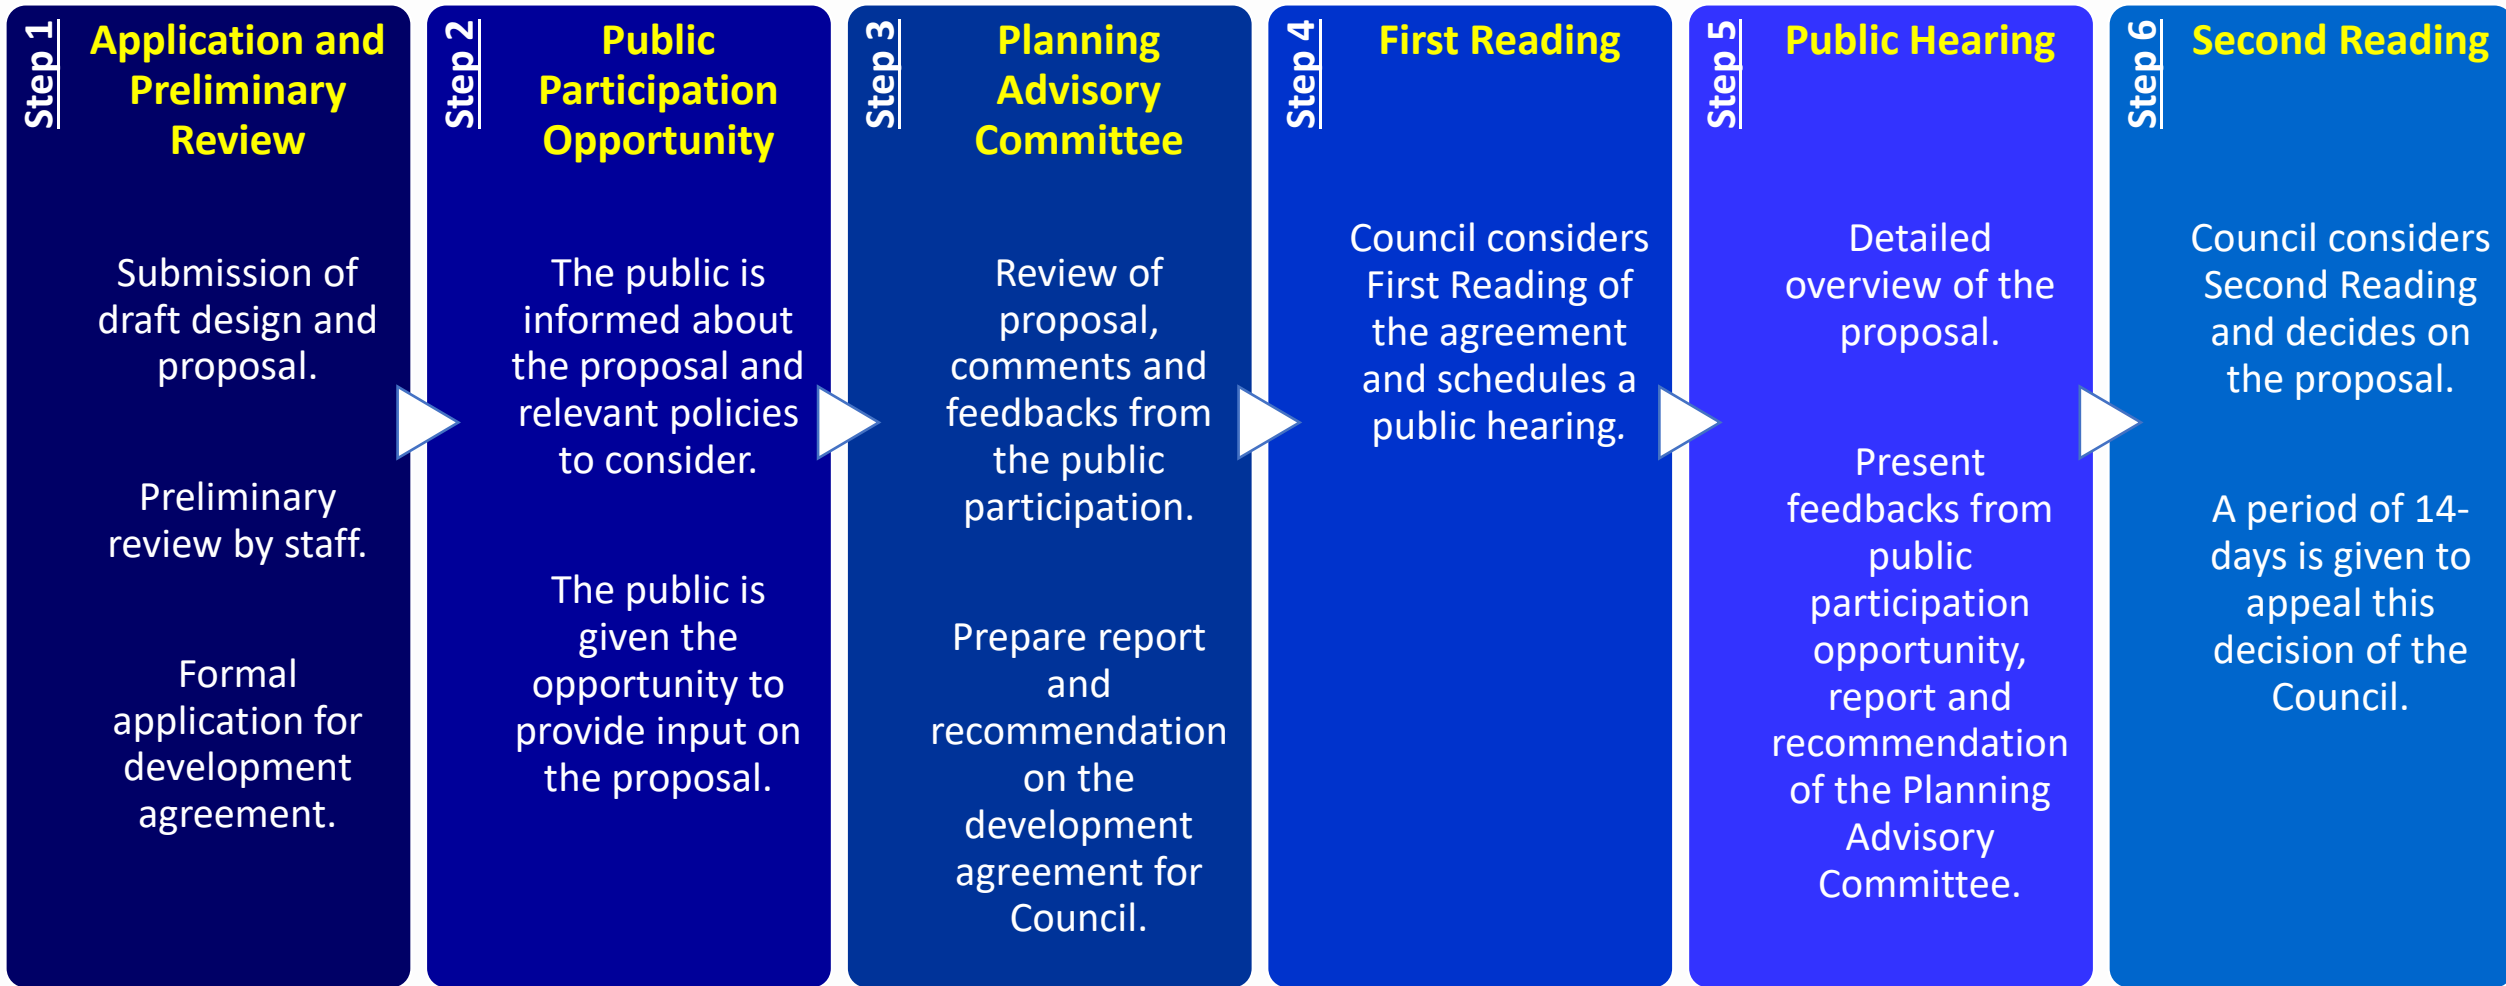 Step 1
Application and
Preliminary
Review
Submission of
draft design and
proposal.
Preliminary
review by staff.
Formal
application for
development
agreement.
Step 2
Public
Participation
Opportunity
The public is
informed about
the proposal and
relevant policies
to consider.
The public is
given the
opportunity to
provide input on
the proposal.
Step 3
Planning
Advisory
Committee
Review of
proposal,
comments and
feedbacks from
the public
participation.
Prepare report
and
recommendation
on the
development
agreement for
Council.
Step 4
First Reading
Council considers
First Reading of
the agreement
and schedules a
public hearing.
Step 5
Public Hearing
Detailed
overview of the
proposal.
Present
feedbacks from
public
participation
opportunity,
report and
recommendation
of the Planning
Advisory
Committee.
Step 6
Second Reading
Council considers
Second Reading
and decides on
the proposal.
A period of 14-
days is given to
appeal this
decision of the
Council.